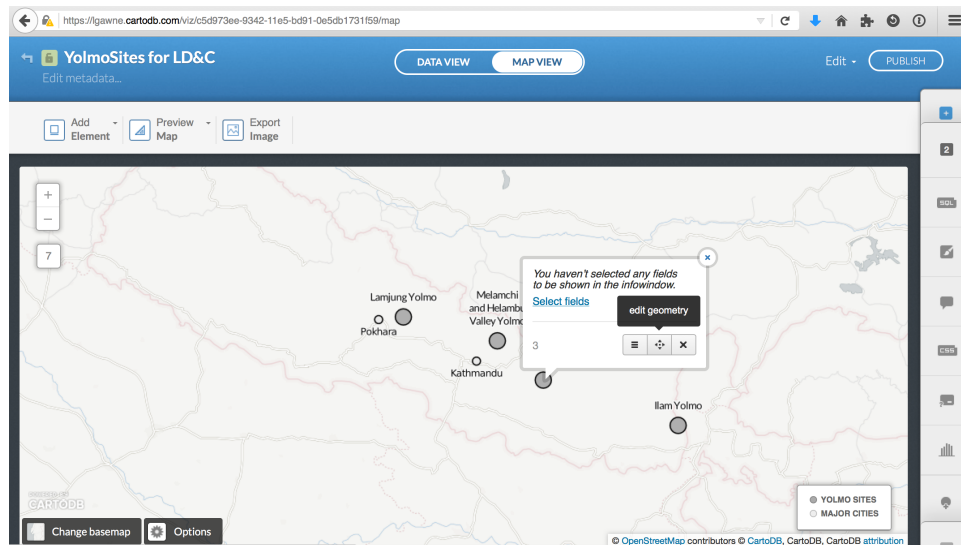 https://lgawne.cartodb.com/viz/c5d973ee-9342-11e5-bd91-0e5db1731f59/map
YolmoSites for LD&C
Edit metadata...
DATA VIEW
MAP VIEW
Edit
PUBLISH
Add
Element
Preview
Map
Export
Image
2
SQL
CSS
+
−
7
You haven't selected any fields
to be shown in the infowindow.
Select fields
edit geometry
3
Lamjung Yolmo
Pokhara
Melamchi
and Helambu
Valley Yolmo
Kathmandu
Ilam Yolmo
YOLMO SITES
MAJOR CITIES
CARTODB
Change basemap
Options
© OpenStreetMap contributors © CartoDB, CartoDB, CartoDB attribution